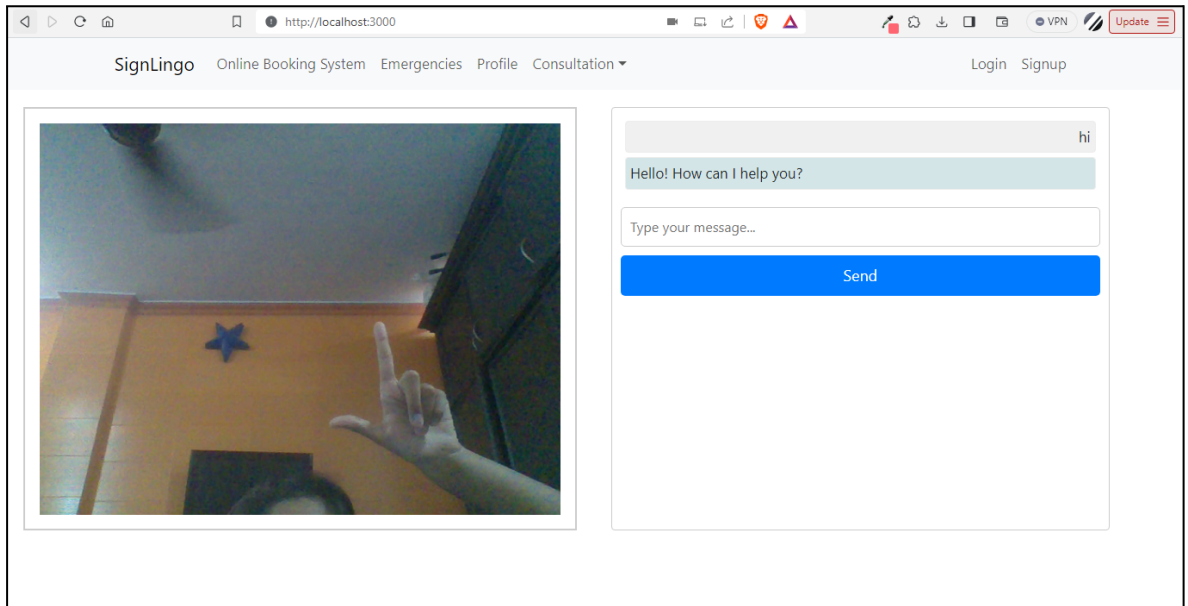 http://localhost:3000
VPN
Update
SignLingo Online Booking System Emergencies Profile Consultation Login Signup
hi
Hello! How can I help you?
Type your message...
Send